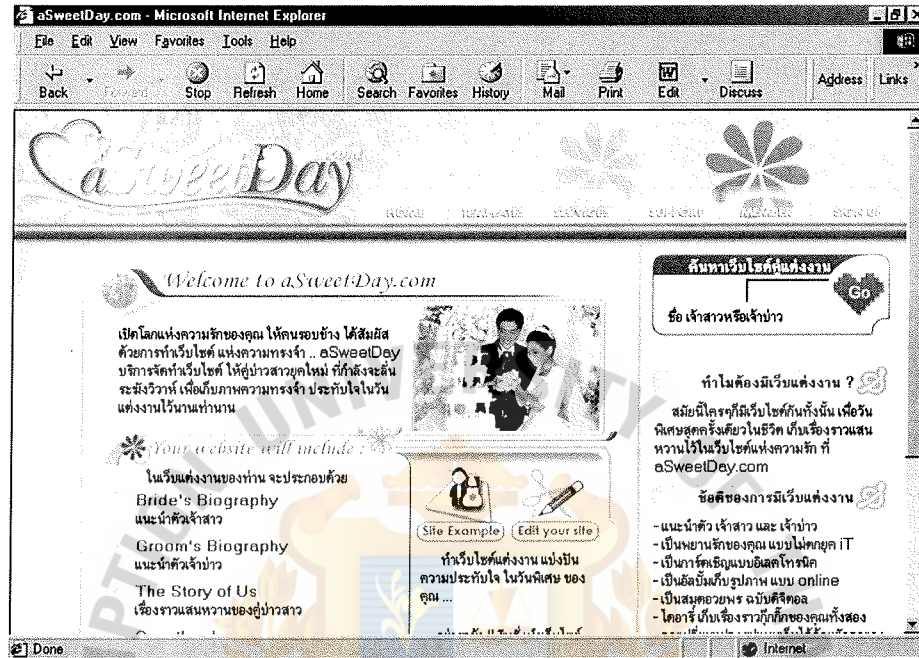 aSweetDay.com - Microsoft Internet Explorer
File Edit View Favorites Tools Help
Back Forward Stop Refresh Home Search Favorites History Mail Print Edit Discuss Address Links
aSweetDay
HOME SERVICE SUPPORT MEMBER SIGN UP
Welcome to aSweetDay.com
เปิดโลกแห่งความรักของคุณ ให้คนรอบข้าง ได้สัมผัส
ด้วยการทำเว็บไซต์ แห่งความทรงจำ .. aSweetDay
บริการจัดทำเว็บไซต์ ให้คู่บ่าวสาวยุคใหม่ ที่กำลังจะลั่น
ระฆังวิวาห์ เพื่อเก็บภาพความทรงจำ ประทับใจในวัน
แต่งงานไว้นานเท่านาน
Your website will include :
ในเว็บแต่งงานของท่าน จะประกอบด้วย
Bride's Biography
แนะนำตัวเจ้าสาว
Groom's Biography
แนะนำตัวเจ้าบ่าว
The Story of Us
เรื่องราวแสนหวานของคู่บ่าวสาว
Site Example Edit your site
ทำเว็บไซต์แต่งงาน แบ่งปัน
ความประทับใจ ในวันพิเศษ ของ
คุณ ...
ค้นหาเว็บไซต์คู่แต่งงาน
Go
ชื่อ เจ้าสาวหรือเจ้าบ่าว
ทำไมต้องมีเว็บแต่งงาน ?
สมัยนี้ใครๆก็มีเว็บไซต์กันทั้งนั้น เพื่อวัน
พิเศษสุดครั้งเดียวในชีวิต เก็บเรื่องราวแสน
หวานไว้ในเว็บไซต์แห่งความรัก ที่
aSweetDay.com
ข้อดีของการมีเว็บแต่งงาน
- แนะนำตัว เจ้าสาว และ เจ้าบ่าว
- เป็นพยานรักของคุณ แบบไม่ตกยุค iT
- เป็นการ์ดเชิญแบบอิเลคโทรนิค
- เป็นอัลบั้มเก็บรูปภาพ แบบ online
- เป็นสมุดอวยพร ฉบับดิจิตอล
- ไดอารี่ เก็บเรื่องราวกุ๊กกิ๊กของคุณทั้งสอง
Done Internet